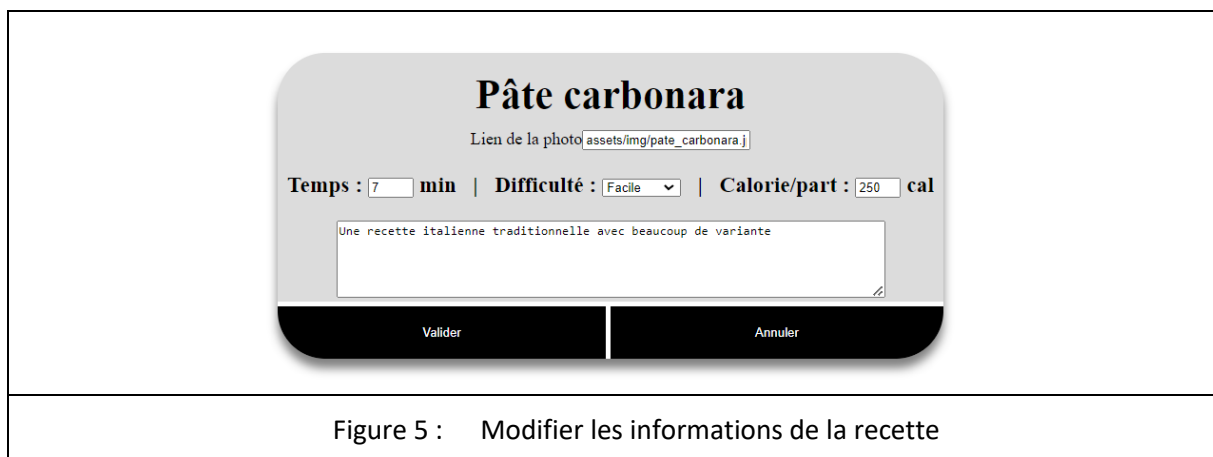 Pâte carbonara
Lien de la photo assets/img/pate_carbonara.j
Temps : 7 min | Difficulté : Facile | Calorie/part : 250 cal
Une recette italienne traditionnelle avec beaucoup de variante
Valider Annuler
Figure 5 : Modifier les informations de la recette